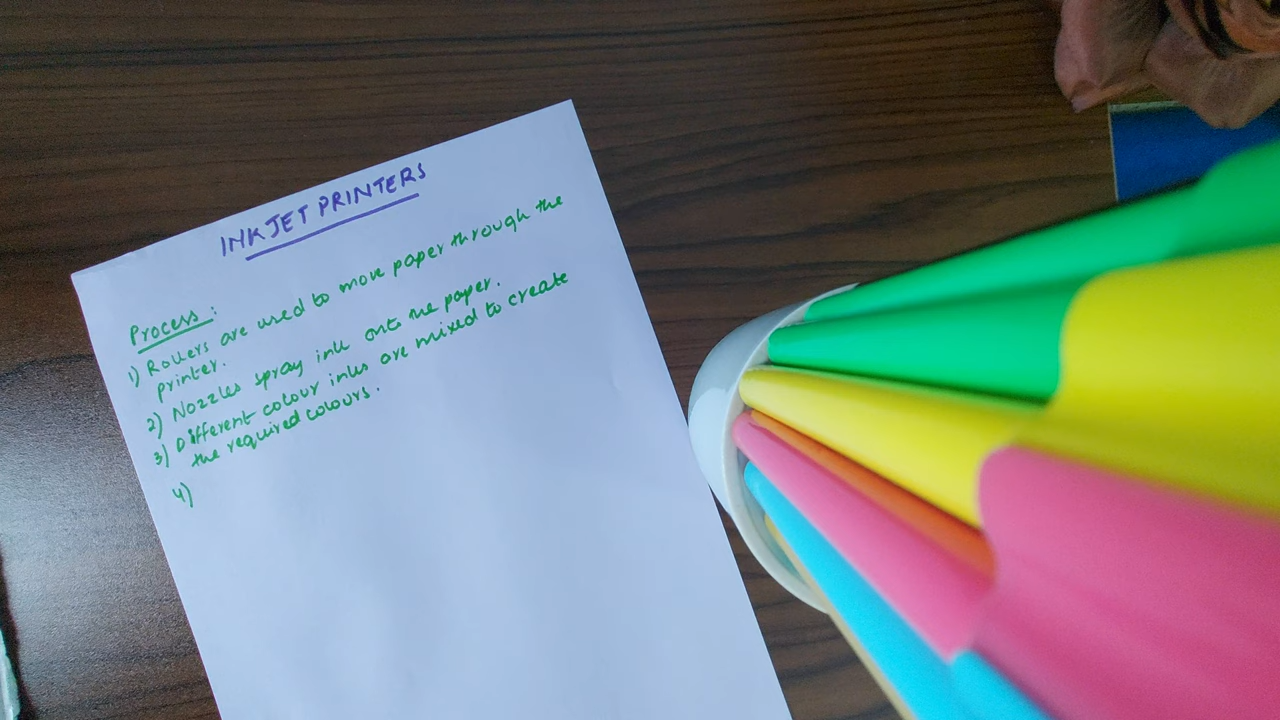 INKJET PRINTERS
Process:
1) Rollers are used to move paper through the
printer.
2) Nozzles spray ink onto the paper.
3) Different colour inks are mixed to create
the required colours.
4)